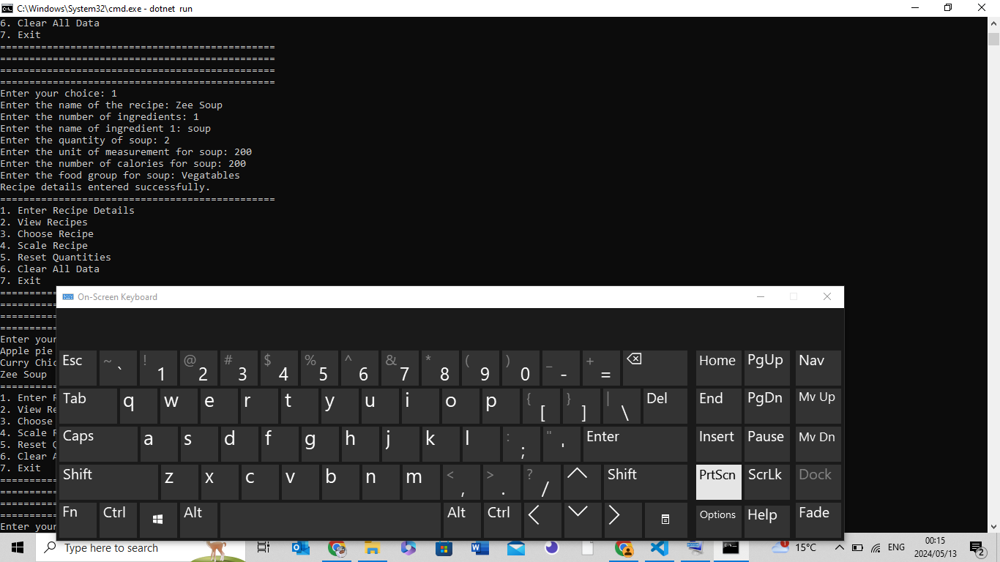 C:\Windows\System32\cmd.exe - dotnet run
6. Clear All Data
7. Exit
===============================================
===============================================
===============================================
===============================================
Enter your choice: 1
Enter the name of the recipe: Zee Soup
Enter the number of ingredients: 1
Enter the name of ingredient 1: soup
Enter the quantity of soup: 2
Enter the unit of measurement for soup: 200
Enter the number of calories for soup: 200
Enter the food group for soup: Vegatables
Recipe details entered successfully.
===============================================
1. Enter Recipe Details
2. View Recipes
3. Choose Recipe
4. Scale Recipe
5. Reset Quantities
6. Clear All Data
7. Exit
==========
==========
==========
==========
Enter your
Apple pie
Curry Chic
Zee Soup
==========
1. Enter R
2. View Re
3. Choose
4. Scale R
5. Reset Q
6. Clear A
7. Exit
==========
==========
==========
==========
Enter your
On-Screen Keyboard
Esc ~ ` ! 1 @ 2 # 3 $ 4 % 5 ^ 6 & 7 * 8 ( 9 ) 0 _ - + = Home PgUp Nav
Tab q w e r t y u i o p { [ } ] | \ Del End PgDn Mv Up
Caps a s d f g h j k l : ; " ' Enter Insert Pause Mv Dn
Shift z x c v b n m < , > . ? / Shift PrtScn ScrLk Dock
Fn Ctrl Alt Alt Ctrl Options Help Fade
Type here to search
15°C ENG 00:15
2024/05/13
2